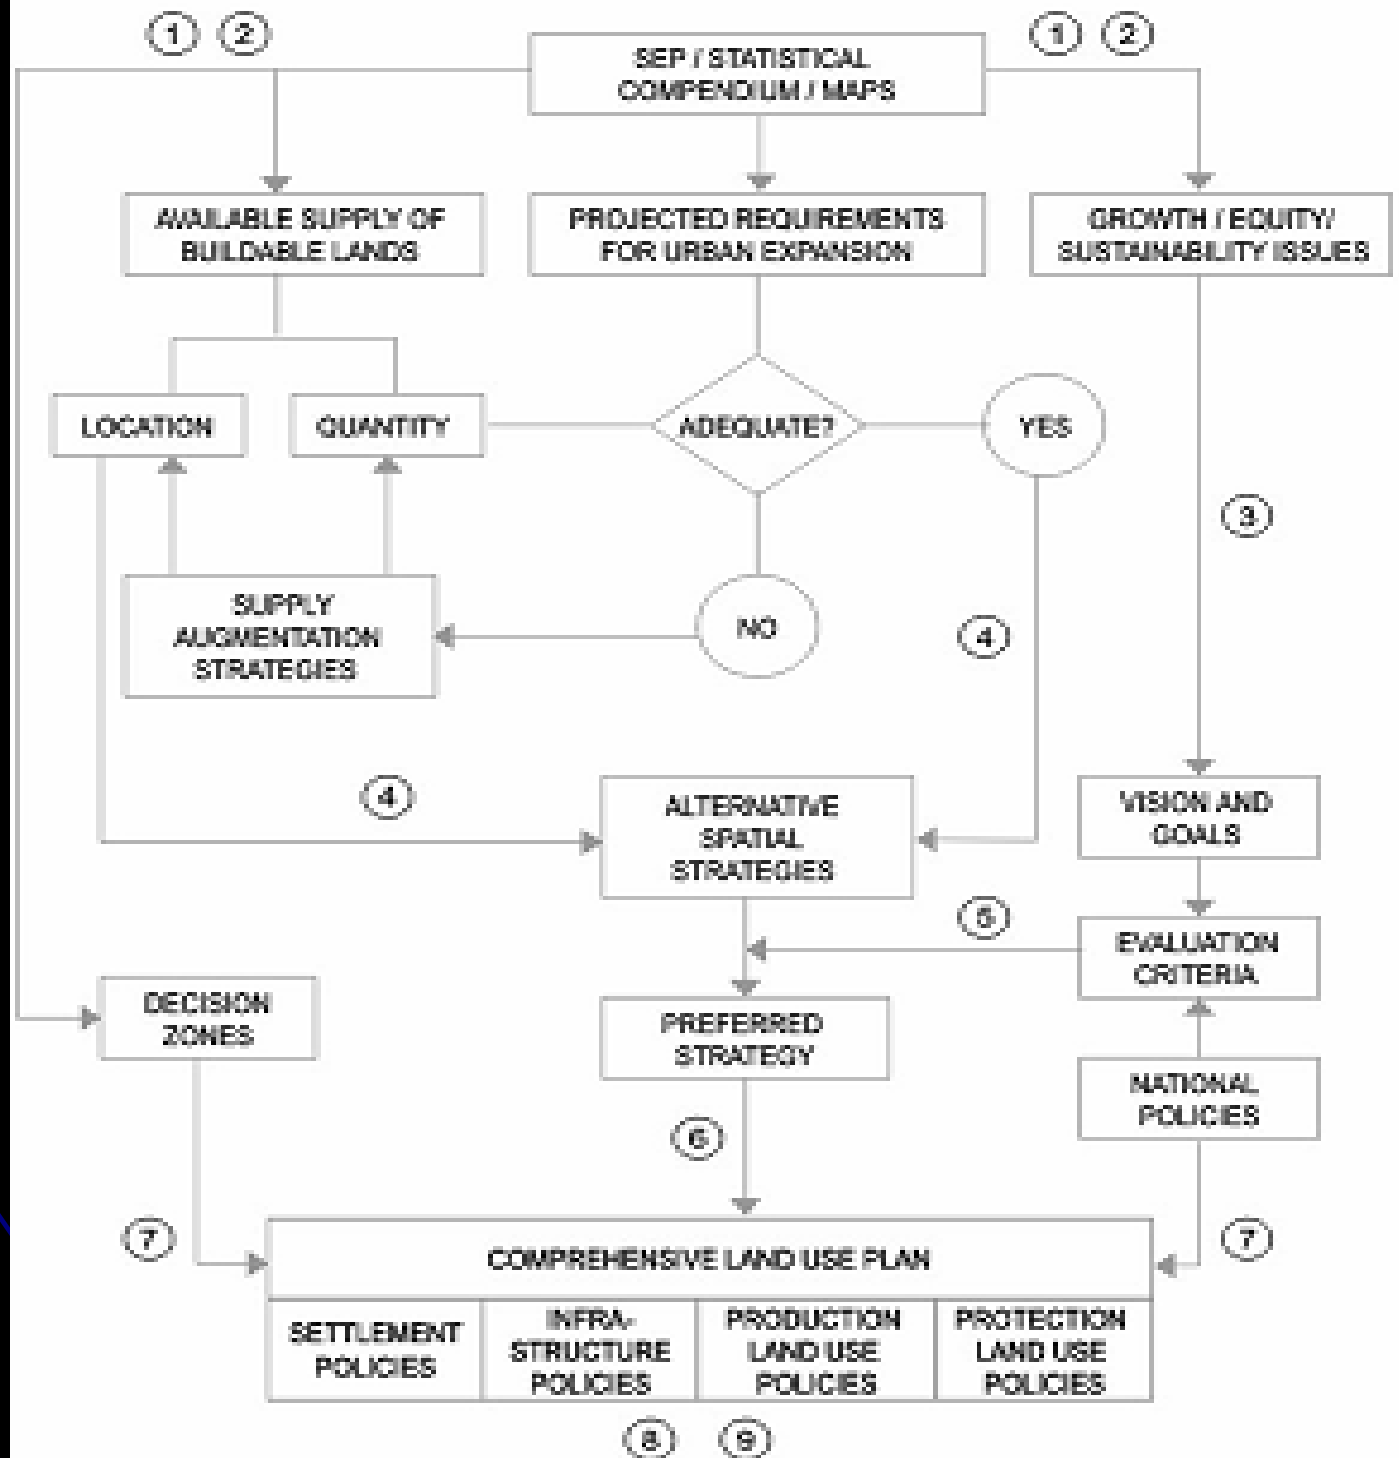 1 2
SEP / STATISTICAL
COMPENDIUM / MAPS
1 2
AVAILABLE SUPPLY OF
BUILDABLE LANDS
PROJECTED REQUIREMENTS
FOR URBAN EXPANSION
GROWTH / EQUITY/
SUSTAINABILITY ISSUES
LOCATION
QUANTITY
ADEQUATE?
YES
3
SUPPLY
AUGMENTATION
STRATEGIES
NO
4
4
ALTERNATIVE
SPATIAL
STRATEGIES
VISION AND
GOALS
5
EVALUATION
CRITERIA
DECISION
ZONES
PREFERRED
STRATEGY
NATIONAL
POLICIES
6
7
7
COMPREHENSIVE LAND USE PLAN
SETTLEMENT
POLICIES
INFRA-
STRUCTURE
POLICIES
PRODUCTION
LAND USE
POLICIES
PROTECTION
LAND USE
POLICIES
8 9